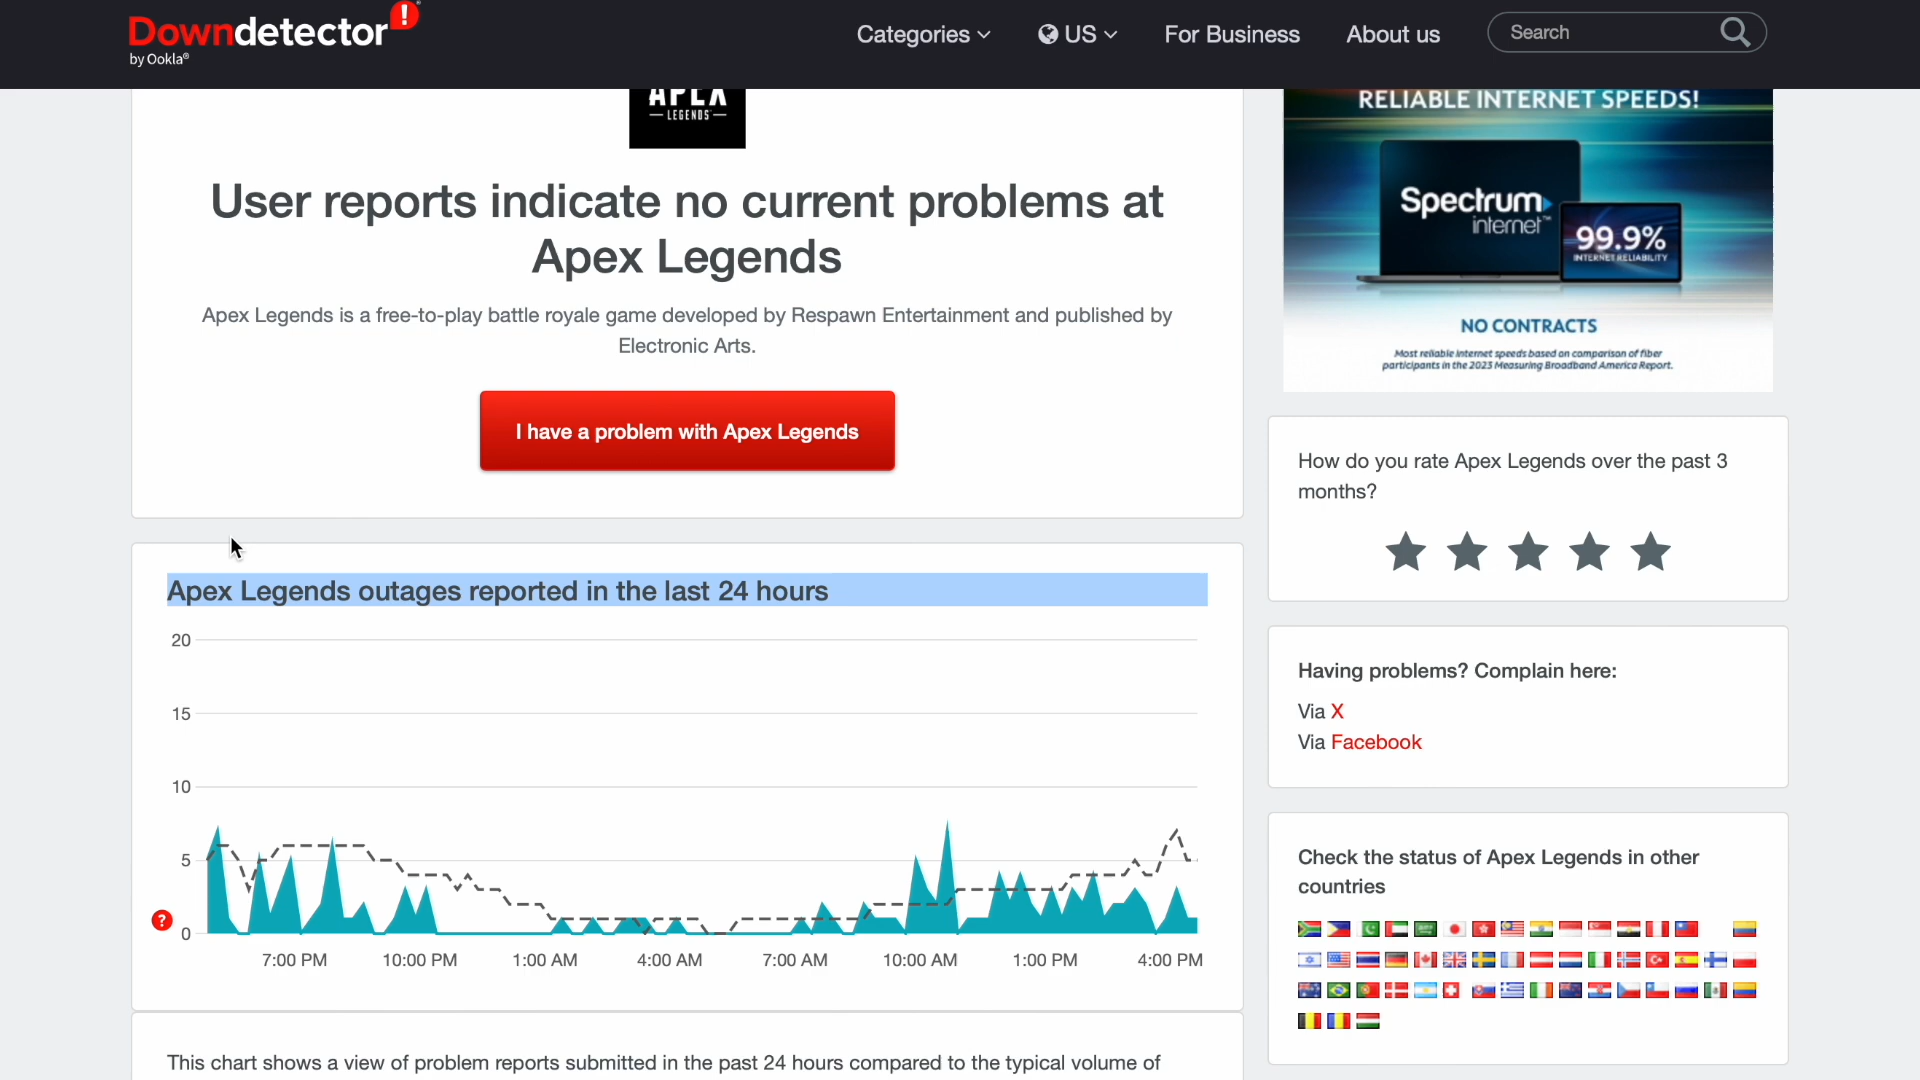 Downdetector!
by Ookla®
Categories
US
For Business
About us
Search
APEX
LEGENDS
User reports indicate no current problems at
Apex Legends
Apex Legends is a free-to-play battle royale game developed by Respawn Entertainment and published by
Electronic Arts.
I have a problem with Apex Legends
RELIABLE INTERNET SPEEDS!
Spectrum
internet™
99.9%
INTERNET RELIABILITY
NO CONTRACTS
Most reliable internet speeds based on comparison of fiber
participants in the 2023 Measuring Broadband America Report.
How do you rate Apex Legends over the past 3
months?
Apex Legends outages reported in the last 24 hours
20
15
10
5
0
?
7:00 PM 10:00 PM 1:00 AM 4:00 AM 7:00 AM 10:00 AM 1:00 PM 4:00 PM
Having problems? Complain here:
Via X
Via Facebook
Check the status of Apex Legends in other
countries
This chart shows a view of problem reports submitted in the past 24 hours compared to the typical volume of